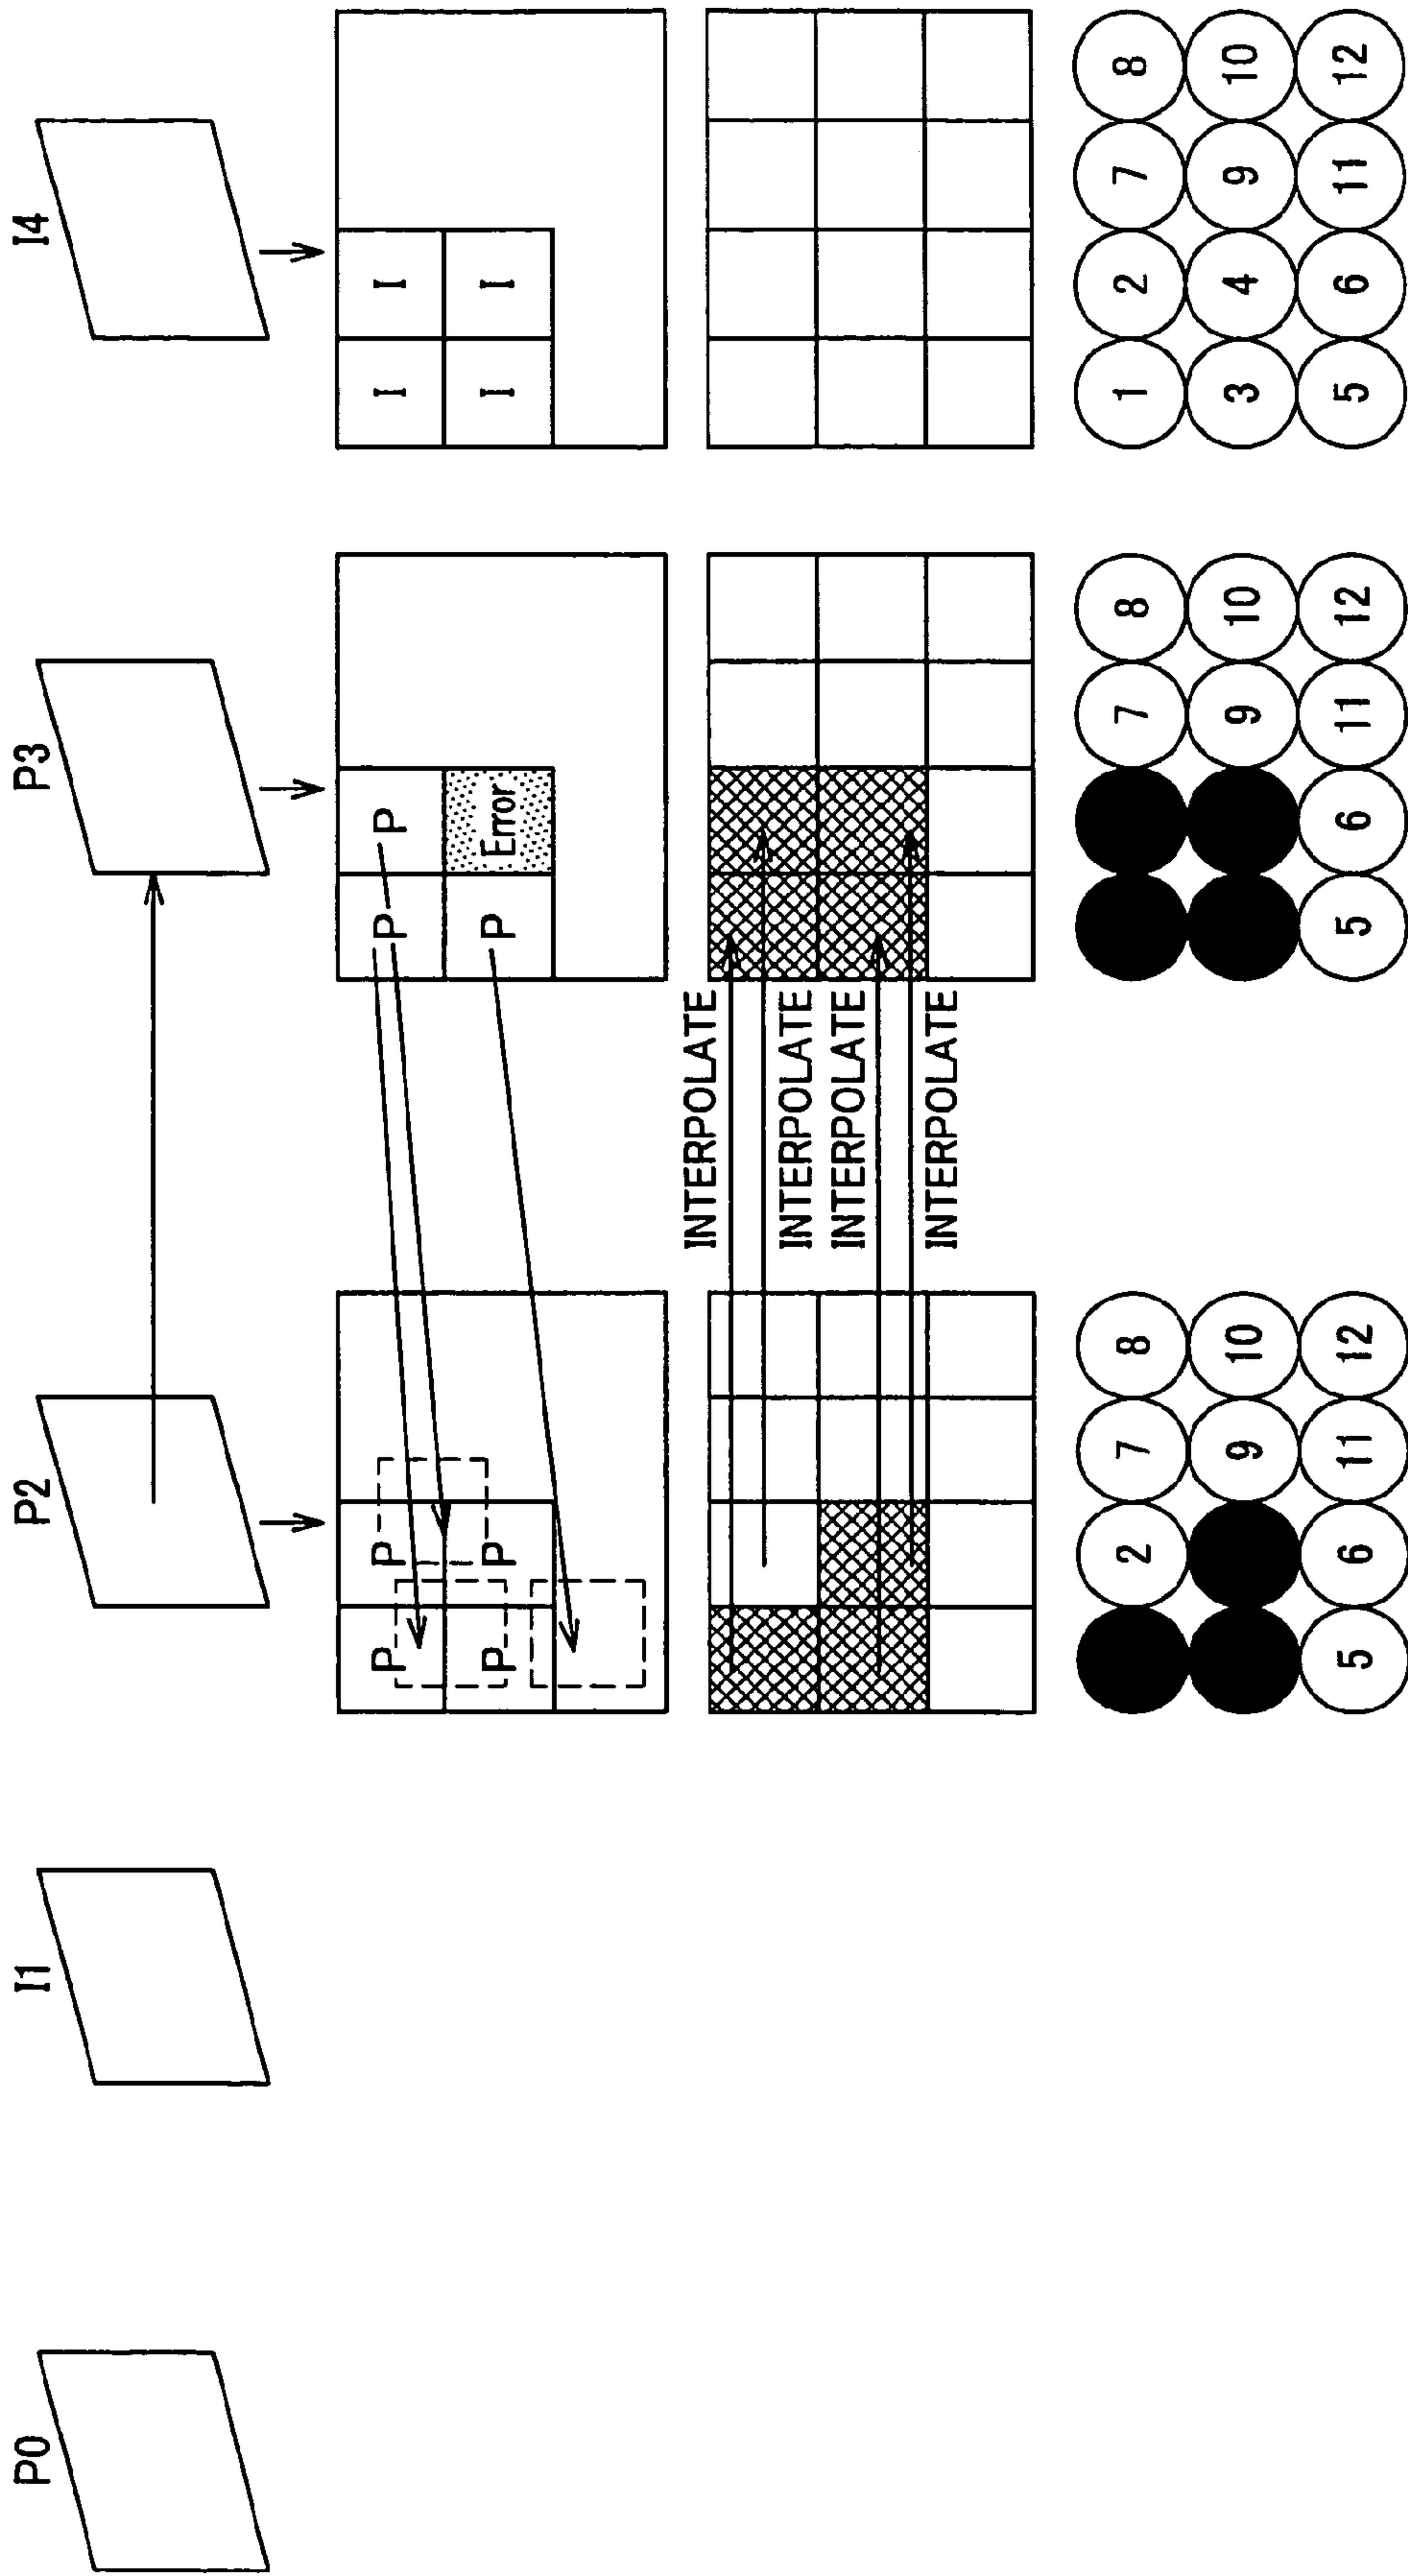 P0 I1 P2 P3 I4
P P P P I I
P P P Error I I
INTERPOLATE
INTERPOLATE
INTERPOLATE
INTERPOLATE
2 7 8 7 8 1 2 7 8
9 10 9 10 3 4 9 10
5 6 11 12 5 6 11 12 5 6 11 12